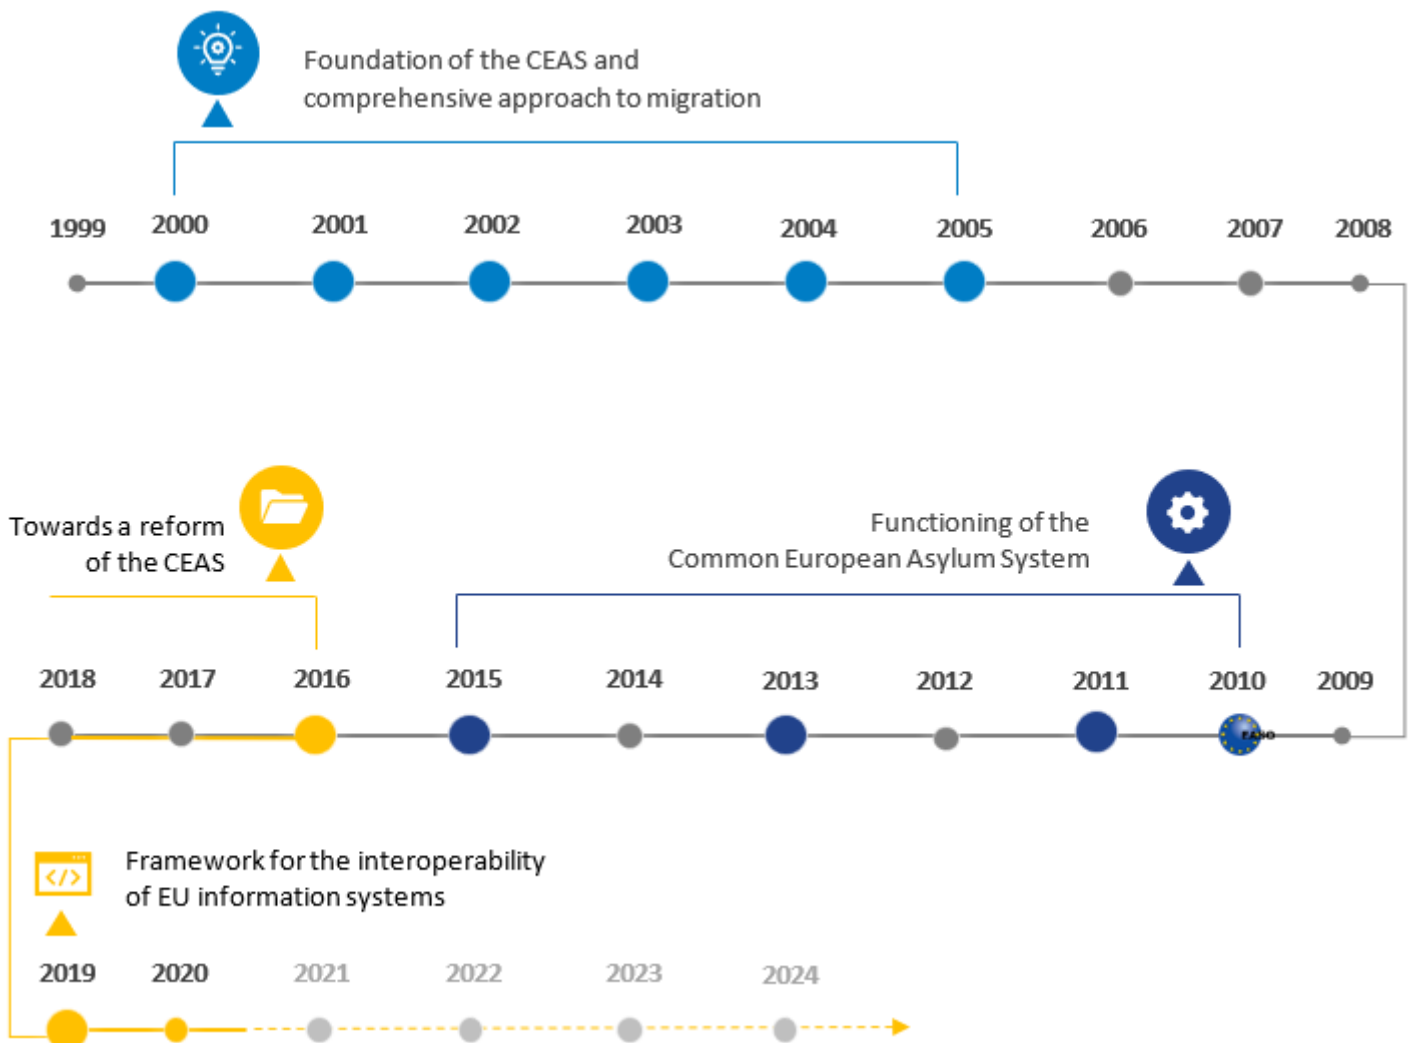 Foundation of the CEAS and
comprehensive approach to migration
1999 2000 2001 2002 2003 2004 2005 2006 2007 2008
Towards a reform
of the CEAS
Functioning of the
Common European Asylum System
2018 2017 2016 2015 2014 2013 2012 2011 2010 2009
EASO
</>
Framework for the interoperability
of EU information systems
2019 2020 2021 2022 2023 2024